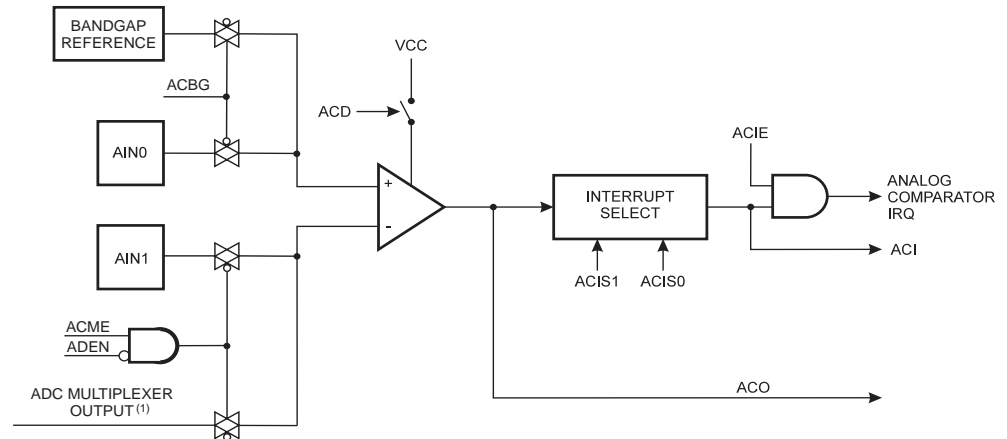 BANDGAP
REFERENCE
VCC
ACBG
ACD
AIN0
ACIE
+
INTERRUPT
SELECT
ANALOG
COMPARATOR
IRQ
-
AIN1
ACI
ACIS1 ACIS0
ACME
ADEN
ADC MULTIPLEXER
OUTPUT (1)
ACO